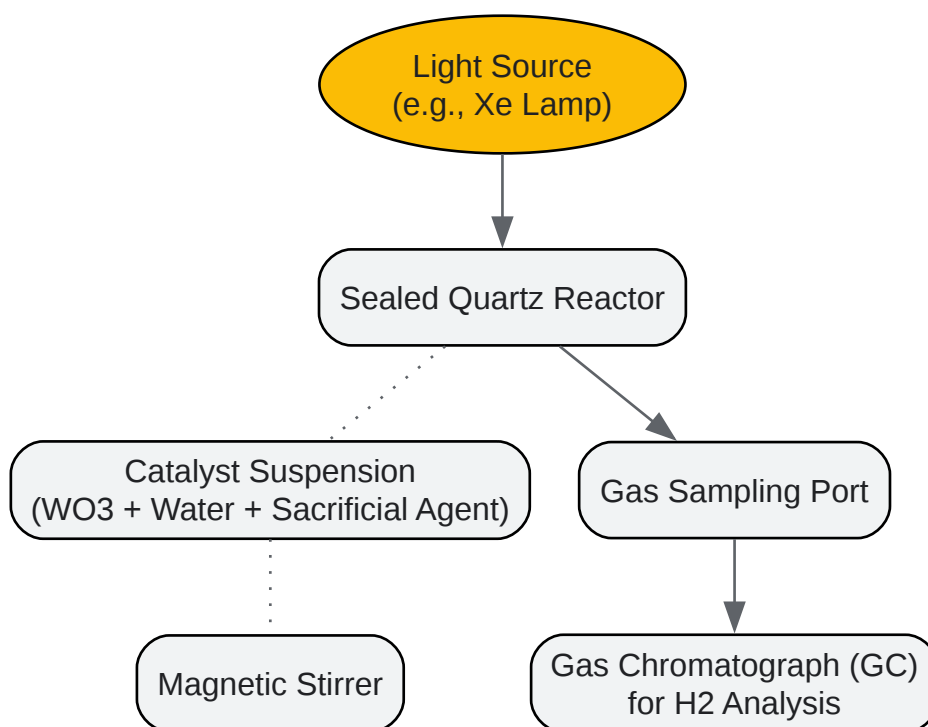 Light Source
(e.g., Xe Lamp)
Sealed Quartz Reactor
Catalyst Suspension
(WO3 + Water + Sacrificial Agent)
Gas Sampling Port
Magnetic Stirrer
Gas Chromatograph (GC)
for H2 Analysis